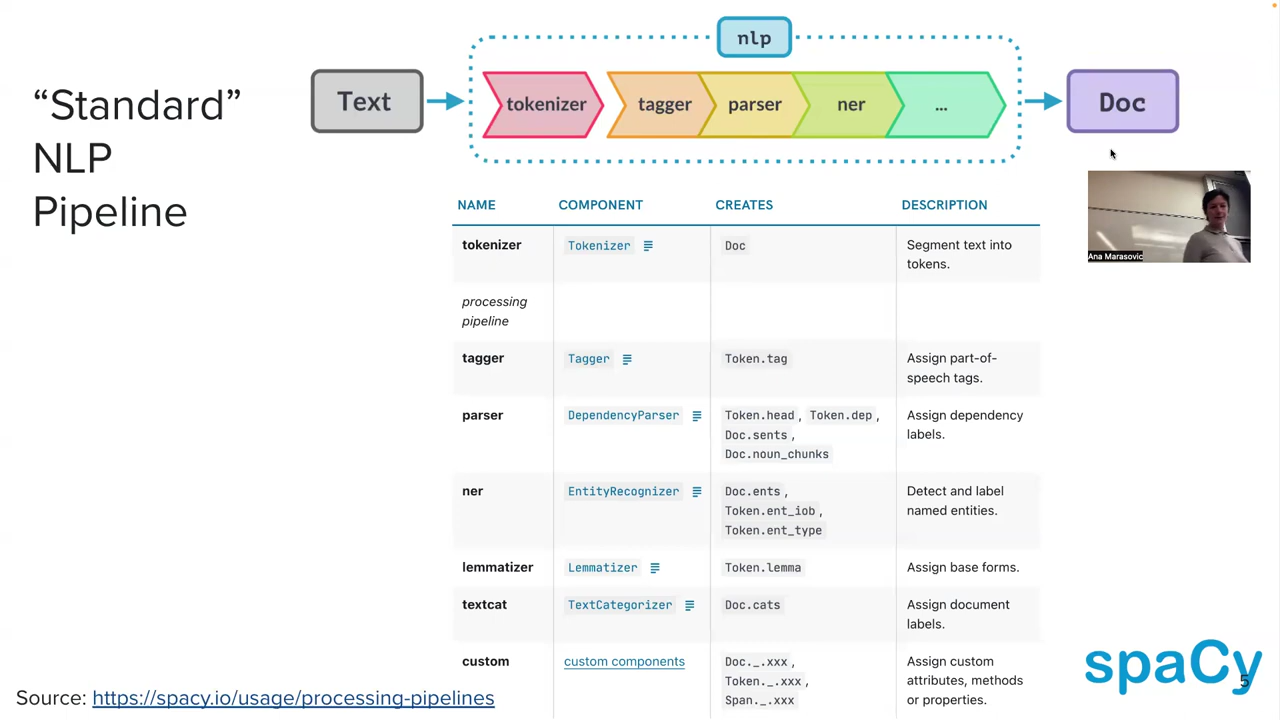 “Standard”
NLP
Pipeline
nlp
Text
tokenizer
tagger
parser
ner
...
Doc
NAME COMPONENT CREATES DESCRIPTION
tokenizer Tokenizer Doc Segment text into
tokens.
processing
pipeline
tagger Tagger Token.tag Assign part-of-
speech tags.
parser DependencyParser Token.head, Token.dep, Assign dependency
Doc.sents, labels.
Doc.noun_chunks
ner EntityRecognizer Doc.ents, Detect and label
Token.ent_iob, named entities.
Token.ent_type
lemmatizer Lemmatizer Token.lemma Assign base forms.
textcat TextCategorizer Doc.cats Assign document
labels.
custom custom components Doc._.xxx, Assign custom
Token._.xxx, attributes, methods
Span._.xxx or properties.
Ana Marasovic
Source: https://spacy.io/usage/processing-pipelines
spaCy
5